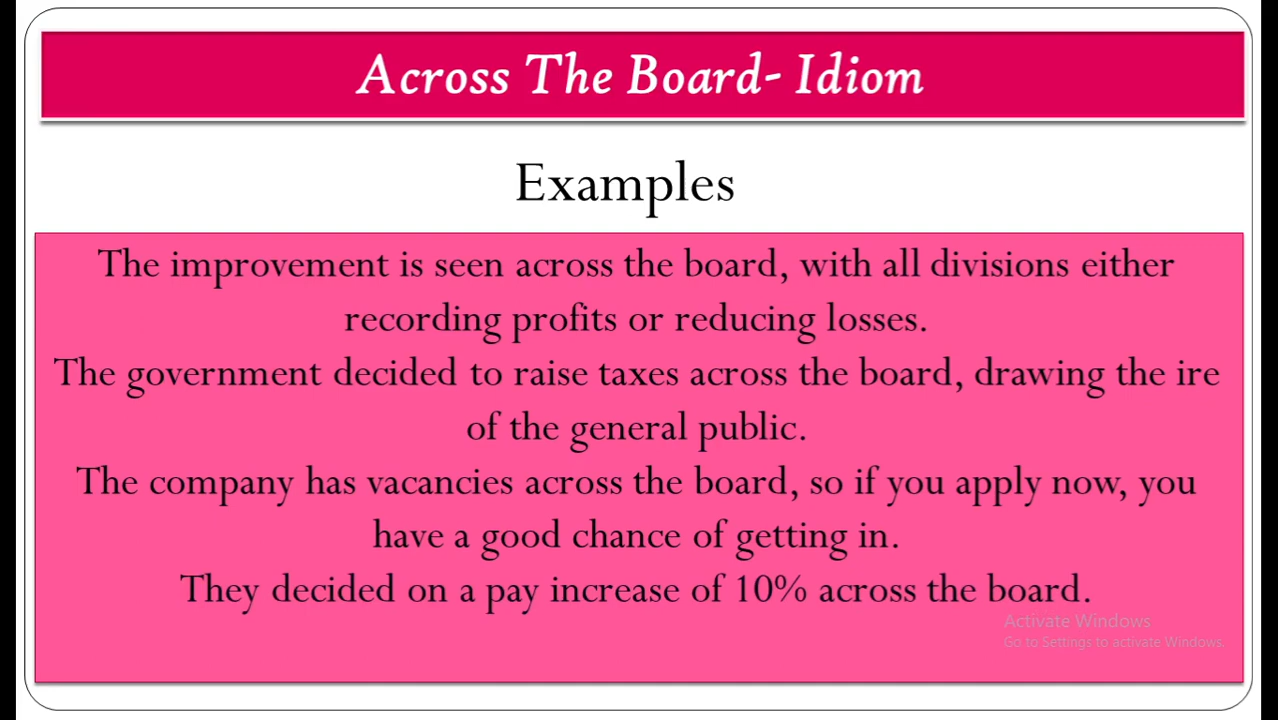 Across The Board- Idiom
Examples
The improvement is seen across the board, with all divisions either
recording profits or reducing losses.
The government decided to raise taxes across the board, drawing the ire
of the general public.
The company has vacancies across the board, so if you apply now, you
have a good chance of getting in.
They decided on a pay increase of 10% across the board.
Activate Windows
Go to Settings to activate Windows.